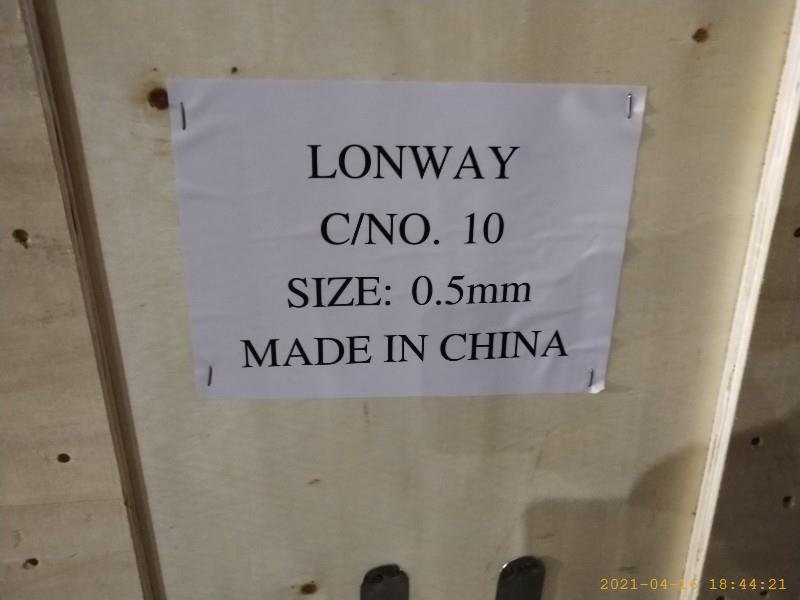 LONWAY
C/NO. 10
SIZE: 0.5mm
MADE IN CHINA
2021-04-16 18:44:21